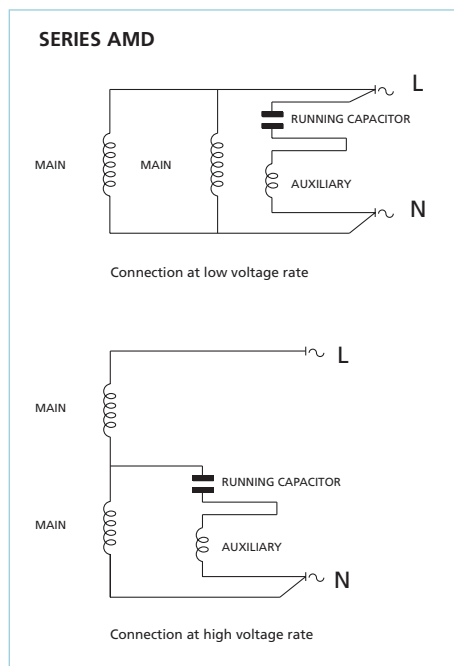 SERIES AMD
L
RUNNING CAPACITOR
MAIN MAIN
AUXILIARY
N
Connection at low voltage rate
L
MAIN
RUNNING CAPACITOR
MAIN
AUXILIARY
N
Connection at high voltage rate